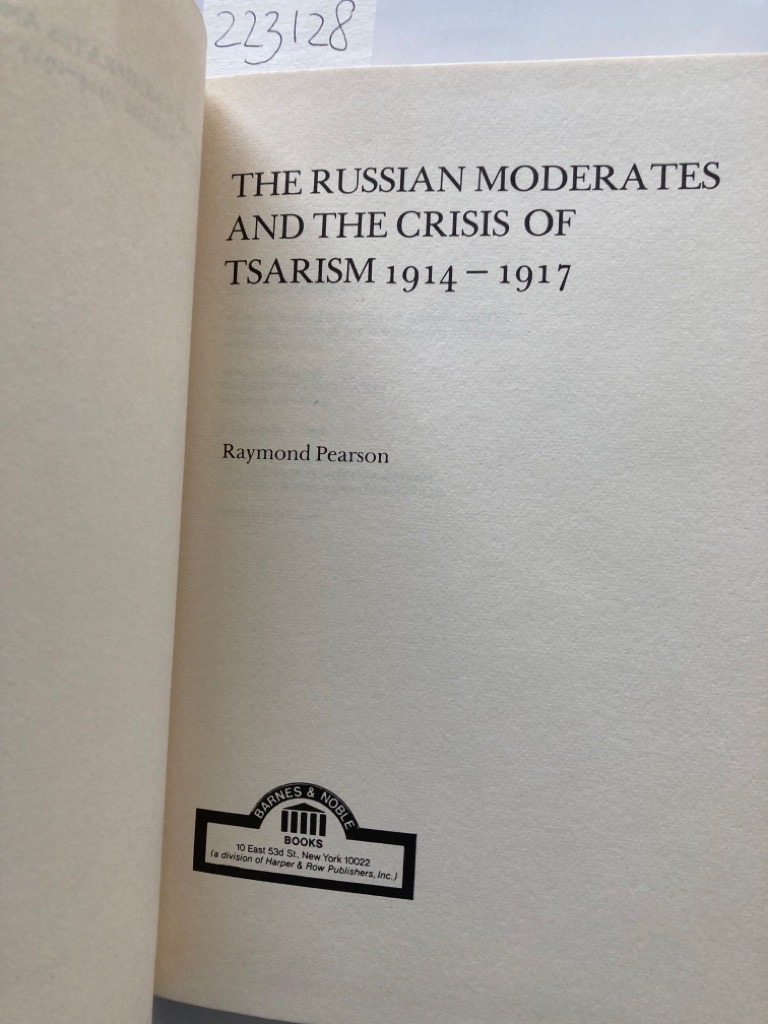 223128
THE RUSSIAN MODERATES
AND THE CRISIS OF
TSARISM 1914 – 1917
Raymond Pearson
BARNES & NOBLE
BOOKS
10 East 53d St., New York 10022
(a division of Harper & Row Publishers, Inc.)